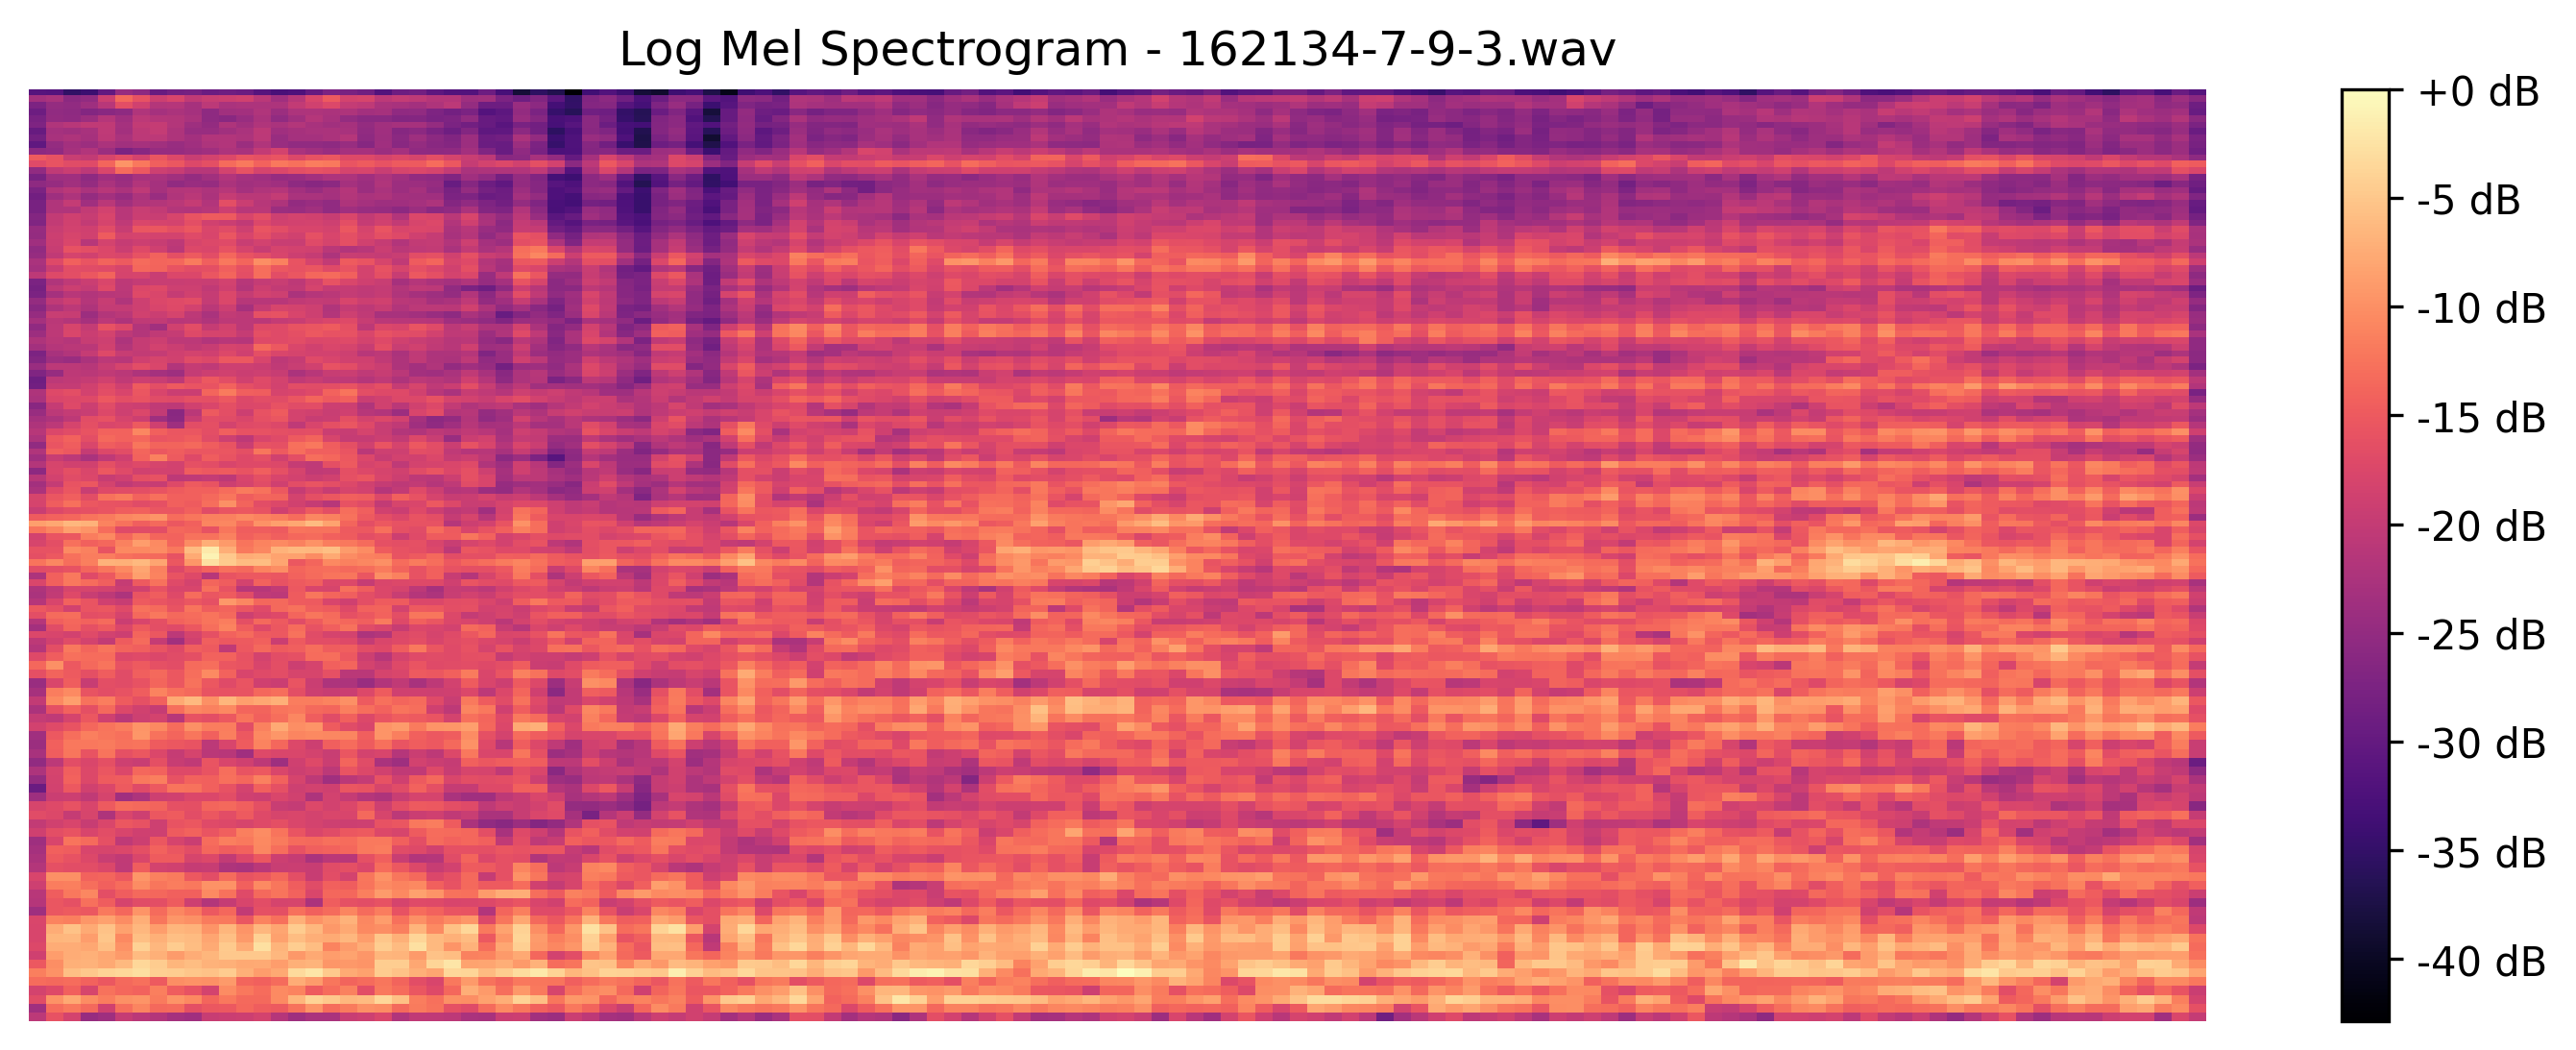 Log Mel Spectrogram - 162134-7-9-3.wav
+0 dB
-5 dB
-10 dB
-15 dB
-20 dB
-25 dB
-30 dB
-35 dB
-40 dB